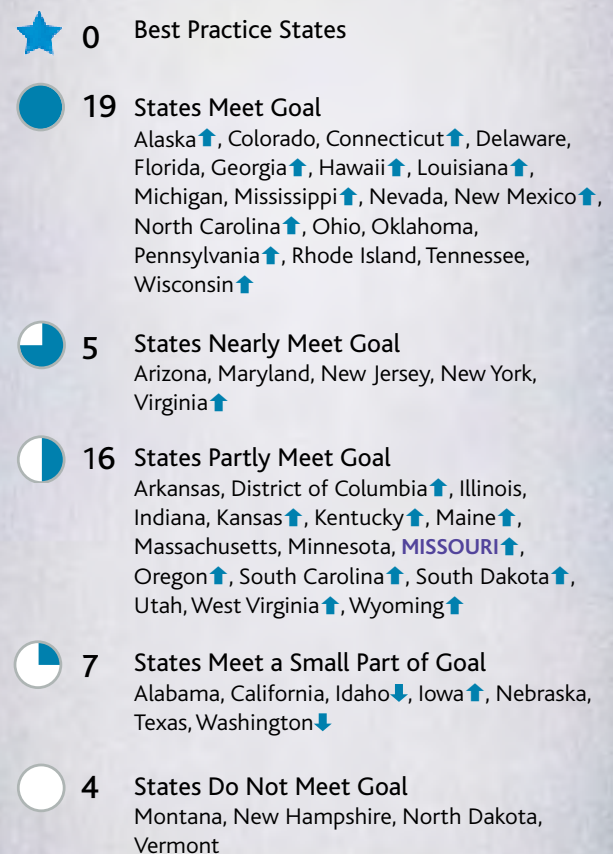 0 Best Practice States
19 States Meet Goal
Alaska⬆, Colorado, Connecticut⬆, Delaware,
Florida, Georgia⬆, Hawaii⬆, Louisiana⬆,
Michigan, Mississippi⬆, Nevada, New Mexico⬆,
North Carolina⬆, Ohio, Oklahoma,
Pennsylvania⬆, Rhode Island, Tennessee,
Wisconsin⬆
5 States Nearly Meet Goal
Arizona, Maryland, New Jersey, New York,
Virginia⬆
16 States Partly Meet Goal
Arkansas, District of Columbia⬆, Illinois,
Indiana, Kansas⬆, Kentucky⬆, Maine⬆,
Massachusetts, Minnesota, MISSOURI⬆,
Oregon⬆, South Carolina⬆, South Dakota⬆,
Utah, West Virginia⬆, Wyoming⬆
7 States Meet a Small Part of Goal
Alabama, California, Idaho⬇, Iowa⬆, Nebraska,
Texas, Washington⬇
4 States Do Not Meet Goal
Montana, New Hampshire, North Dakota,
Vermont